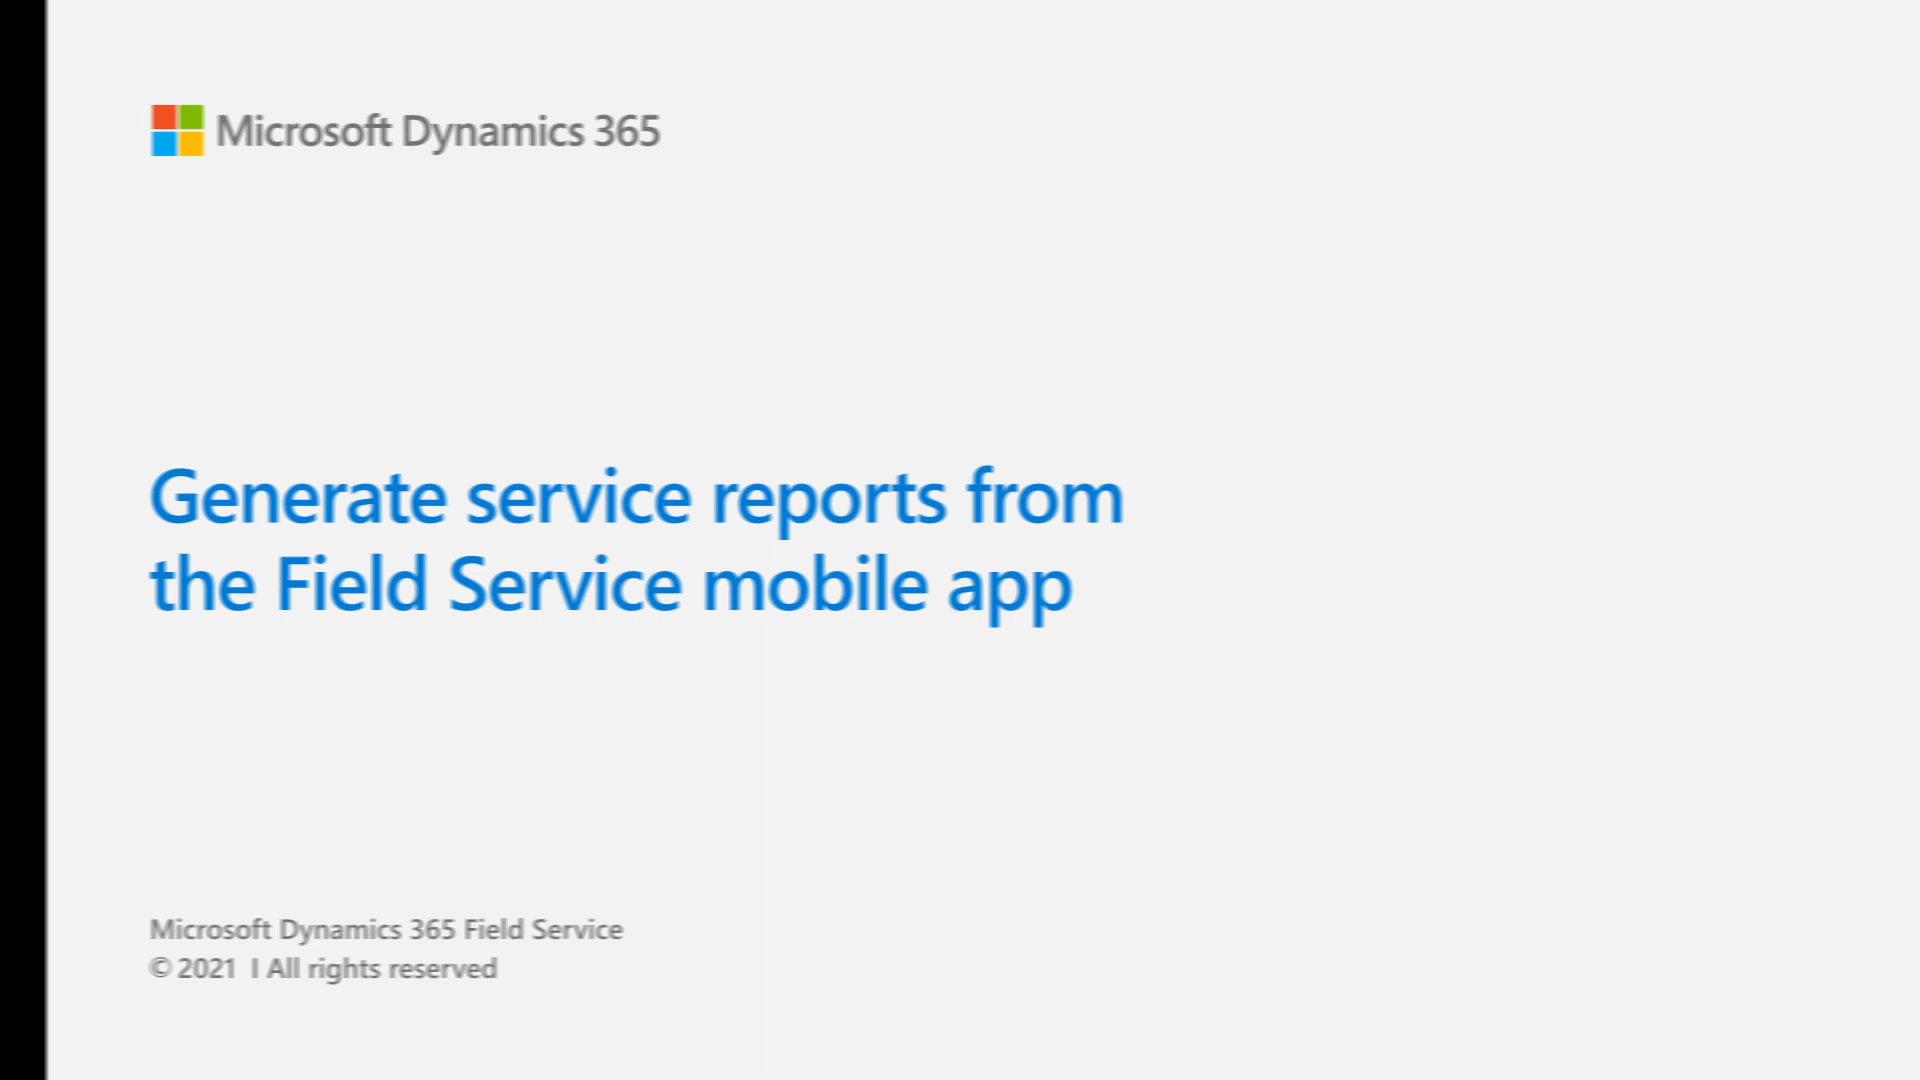 Microsoft Dynamics 365
Generate service reports from
the Field Service mobile app
Microsoft Dynamics 365 Field Service
© 2021 I All rights reserved